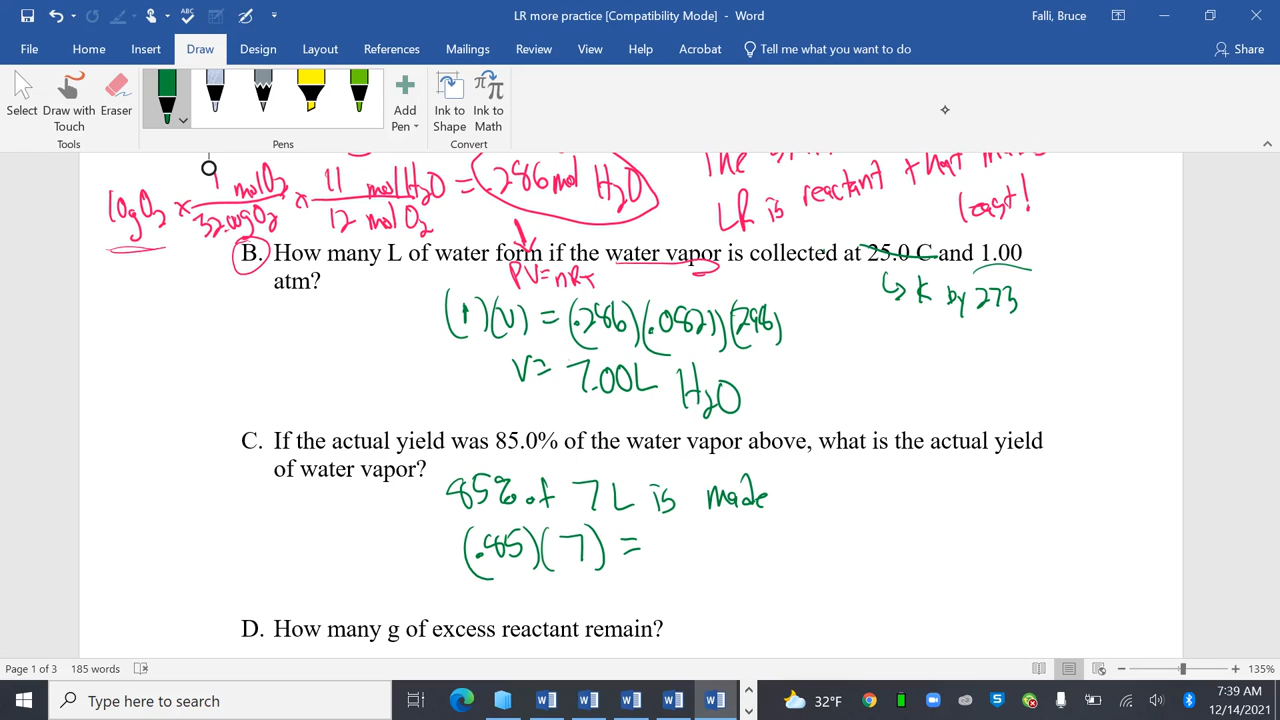 LR more practice [Compatibility Mode] - Word
Falli, Bruce
File Home Insert Draw Design Layout References Mailings Review View Help Acrobat Tell me what you want to do Share
Select
Draw with Touch
Eraser
Add Pen
Ink to Shape
Ink to Math
Tools
Pens
Convert
LR is reactant that
least!
10g O2 × 1 mol O2 / 32.00g O2 × 11 mol H2O / 12 mol O2 = .286 mol H2O
B. How many L of water form if the water vapor is collected at 25.0 C and 1.00
atm?
PV=nRT
↳ K by 273
(1)(V) = (.286)(.0821)(298)
V= 7.00L H2O
C. If the actual yield was 85.0% of the water vapor above, what is the actual yield
of water vapor?
85% of 7 L is made
(.85)(7) =
D. How many g of excess reactant remain?
Page 1 of 3 185 words 135%
Type here to search
32°F
7:39 AM
12/14/2021